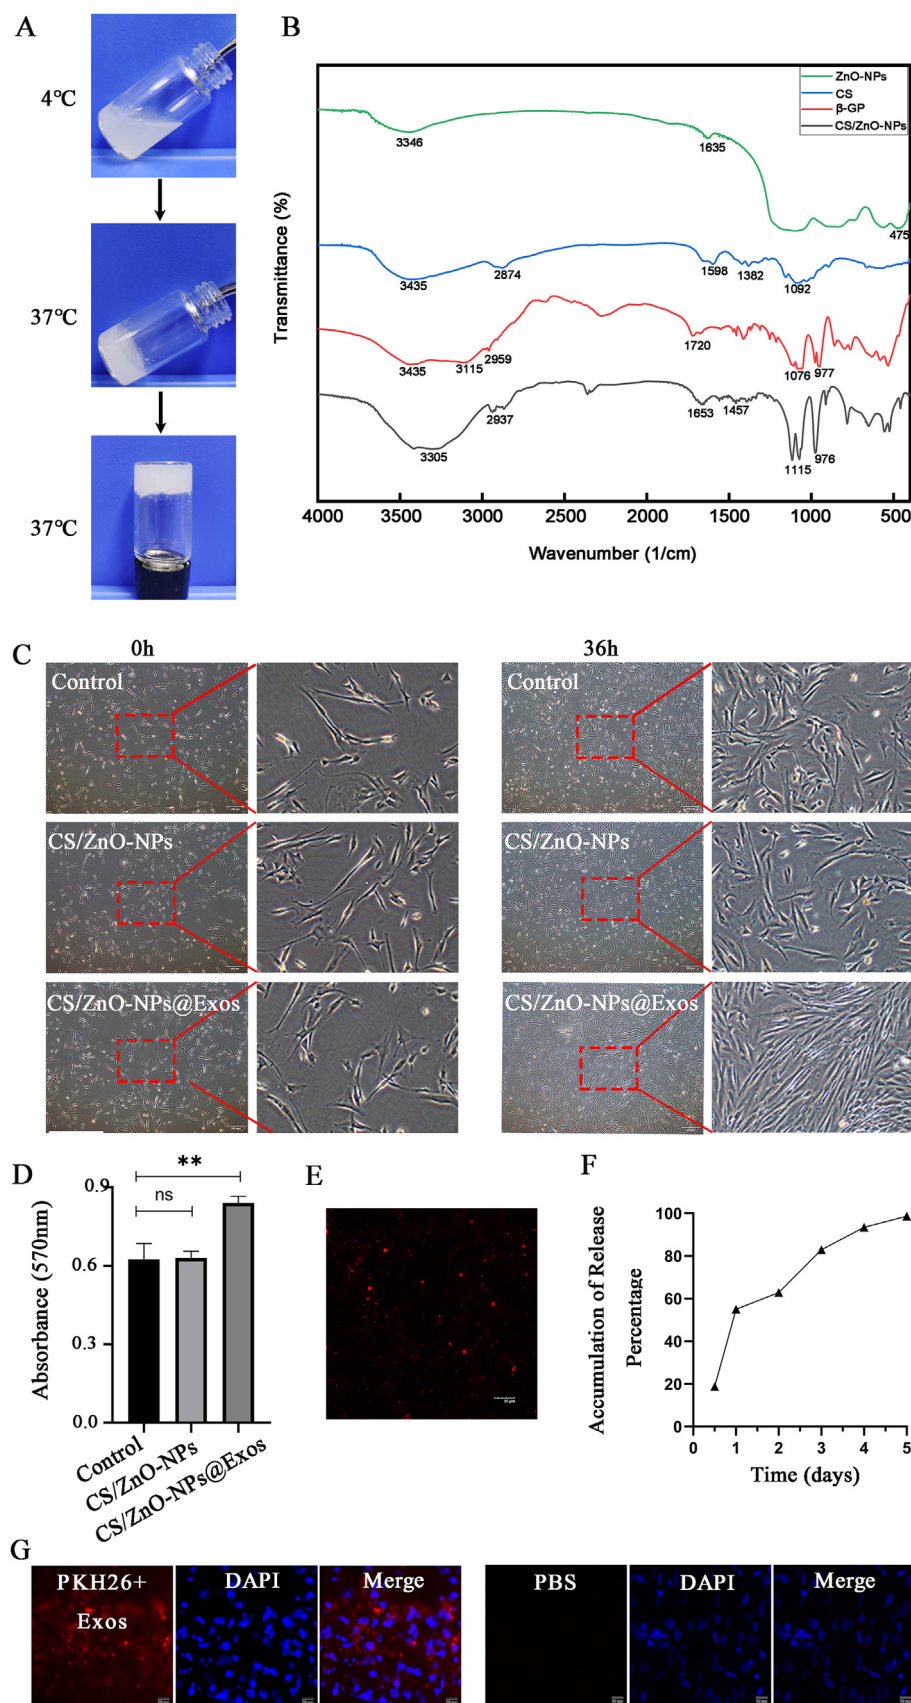 A
4℃
37℃
37℃
B
ZnO-NPs
CS
β-GP
CS/ZnO-NPs
Transmittance (%)
3346
1635
475
3435
2874
1598
1382
1092
3435
3115
2959
1720
1076
977
3305
2937
1653
1457
1115
976
4000 3500 3000 2500 2000 1500 1000 500
Wavenumber (1/cm)
C
0h
36h
Control
Control
CS/ZnO-NPs
CS/ZnO-NPs
CS/ZnO-NPs@Exos
CS/ZnO-NPs@Exos
D
**
ns
0.9
0.6
0.3
0.0
Absorbance (570nm)
Control
CS/ZnO-NPs
CS/ZnO-NPs@Exos
E
F
Accumulation of Release
Percentage
100
80
60
40
20
0
0 1 2 3 4 5
Time (days)
G
PKH26+
Exos
DAPI
Merge
PBS
DAPI
Merge